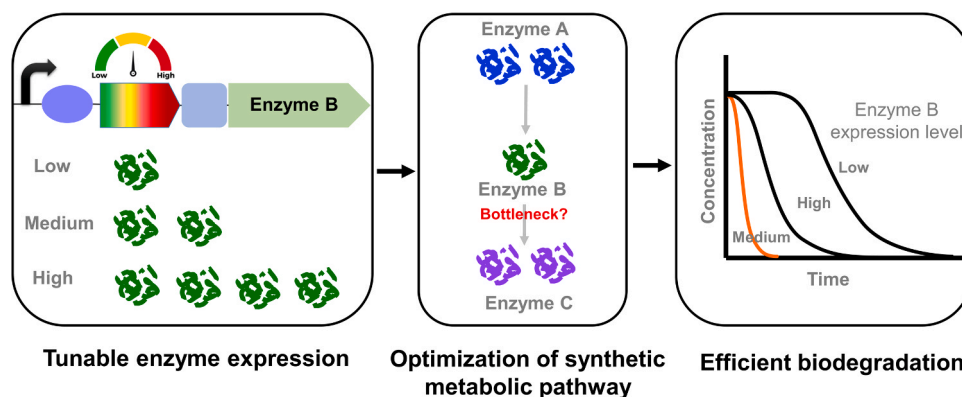 Low
High
Enzyme B
Low
Medium
High
Tunable enzyme expression
Enzyme A
Enzyme B
Bottleneck?
Enzyme C
Optimization of synthetic
metabolic pathway
Concentration
Enzyme B
expression level
Low
High
Medium
Time
Efficient biodegradation